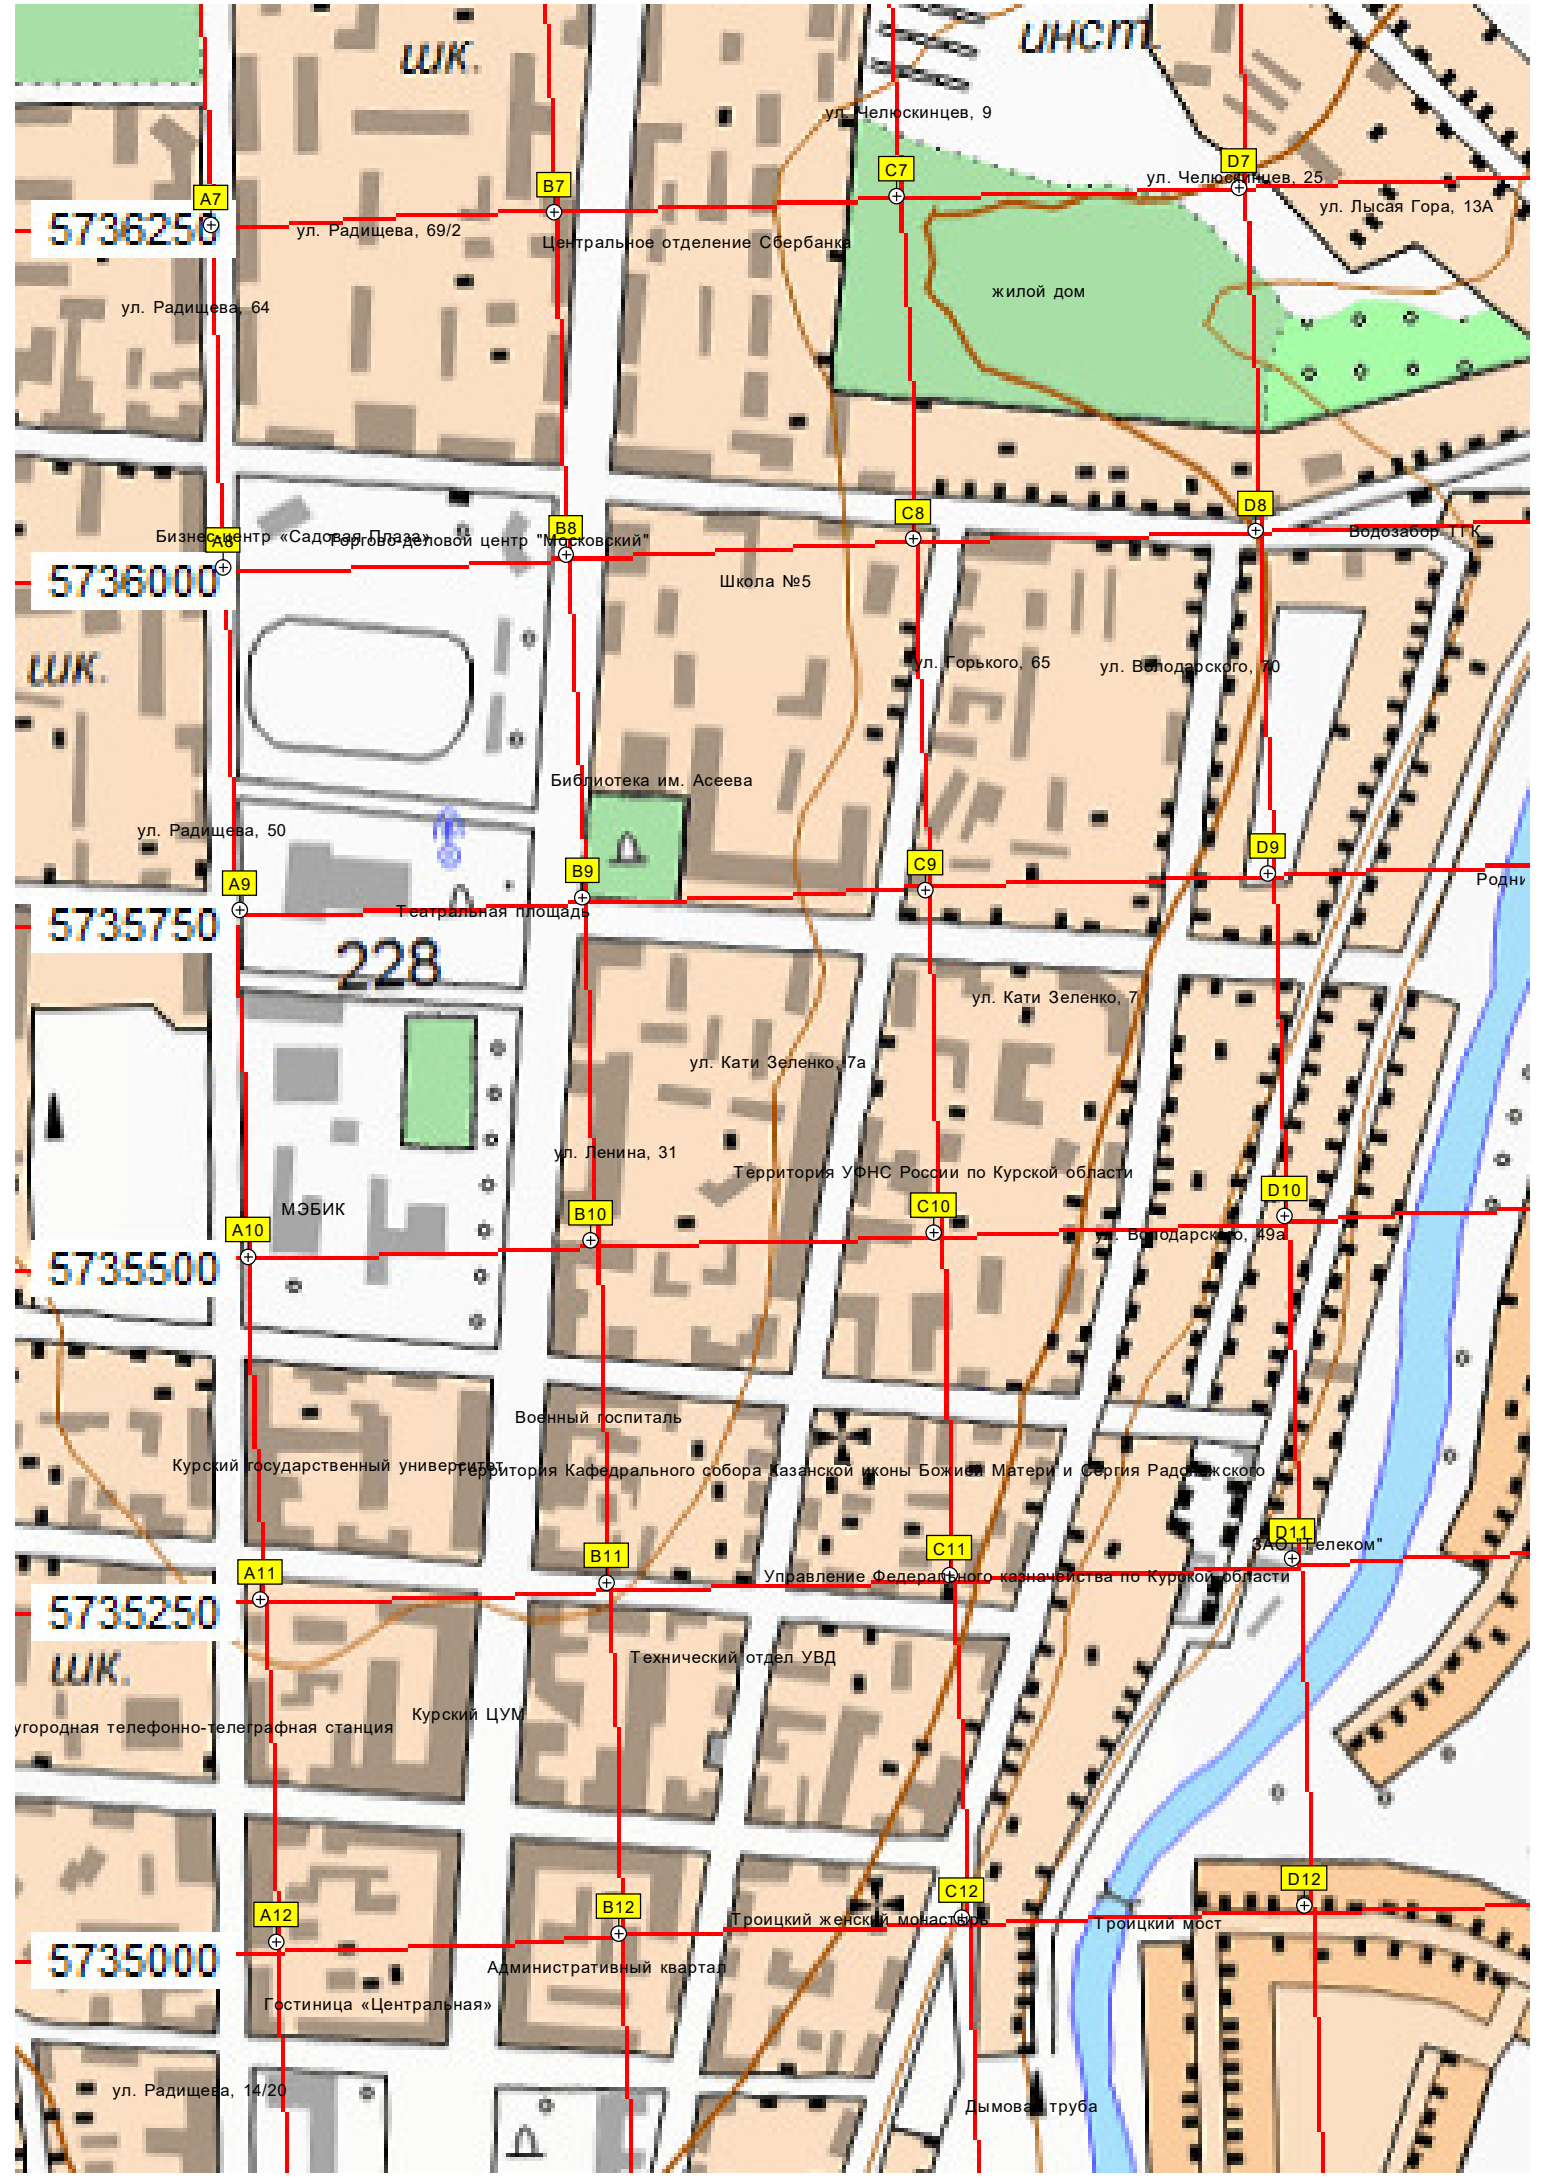 шк.
инст.
ул. Челюскинцев, 9
D7
C7
ул. Челюскинцев, 25
B7
A7
ул. Лысая Гора, 13А
5736250
ул. Радищева, 69/2
Центральное отделение Сбербанка
жилой дом
ул. Радищева, 64
D8
C8
B8
Водозабор ТГК
A8
Бизнес-центр «Садовая Плаза»
Торгово-деловой центр "Московский"
5736000
Школа №5
шк.
ул. Горького, 65
ул. Володарского, 70
Библиотека им. Асеева
ул. Радищева, 50
D9
C9
B9
A9
Родни
Театральная площадь
5735750
228
ул. Кати Зеленко, 7
ул. Кати Зеленко, 7а
ул. Ленина, 31
Территория УФНС России по Курской области
D10
C10
МЭБИК
B10
A10
ул. Володарского, 49а
5735500
Военный госпиталь
Курский государственный университет
Территория Кафедрального собора Казанской иконы Божией Матери и Сергия Радонежского
D11
ЗАО "Телеком"
C11
B11
A11
Управление Федерального казначейства по Курской области
5735250
Технический отдел УВД
шк.
Курский ЦУМ
угородная телефонно-телеграфная станция
D12
C12
B12
A12
Троицкий женский монастырь
Троицкий мост
5735000
Административный квартал
Гостиница «Центральная»
ул. Радищева, 14/20
Дымовая труба